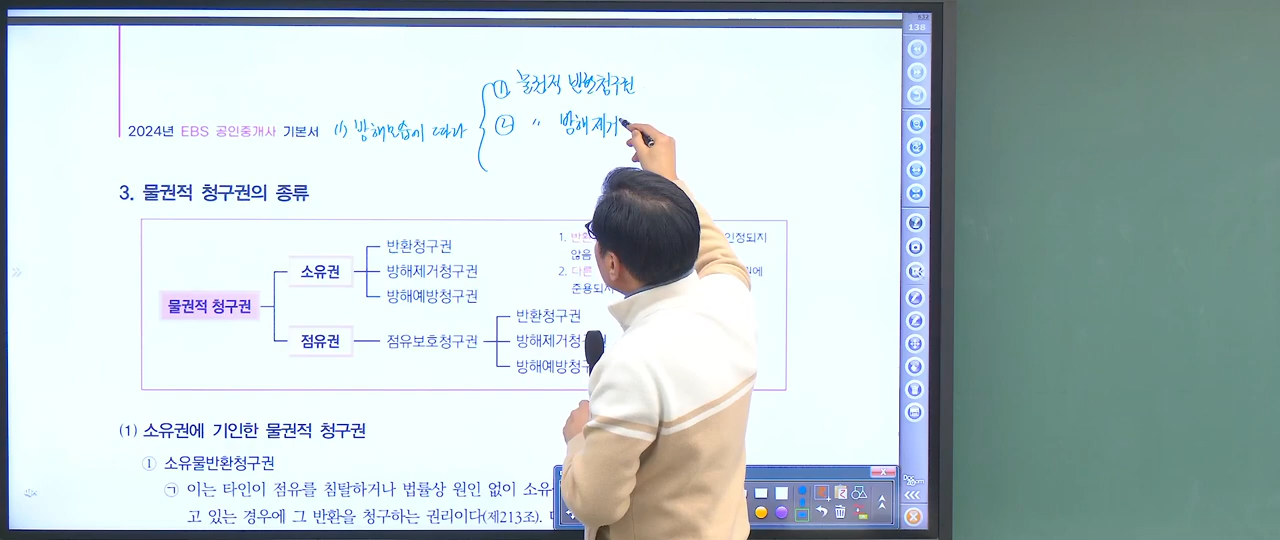 138
① 물권적 반환청구권
② 〃 방해제거
2024년 EBS 공인중개사 기본서 (1) 방해모습에 따라
3. 물권적 청구권의 종류
물권적 청구권
소유권
반환청구권
방해제거청구권
방해예방청구권
점유권
점유보호청구권
반환청구권
방해제거청
방해예방청구
1. 반환 인정되지
않음
2. 다른 권에
준용되지
(1) 소유권에 기인한 물권적 청구권
① 소유물반환청구권
㉠ 이는 타인이 점유를 침탈하거나 법률상 원인 없이 소유
고 있는 경우에 그 반환을 청구하는 권리이다(제213조).